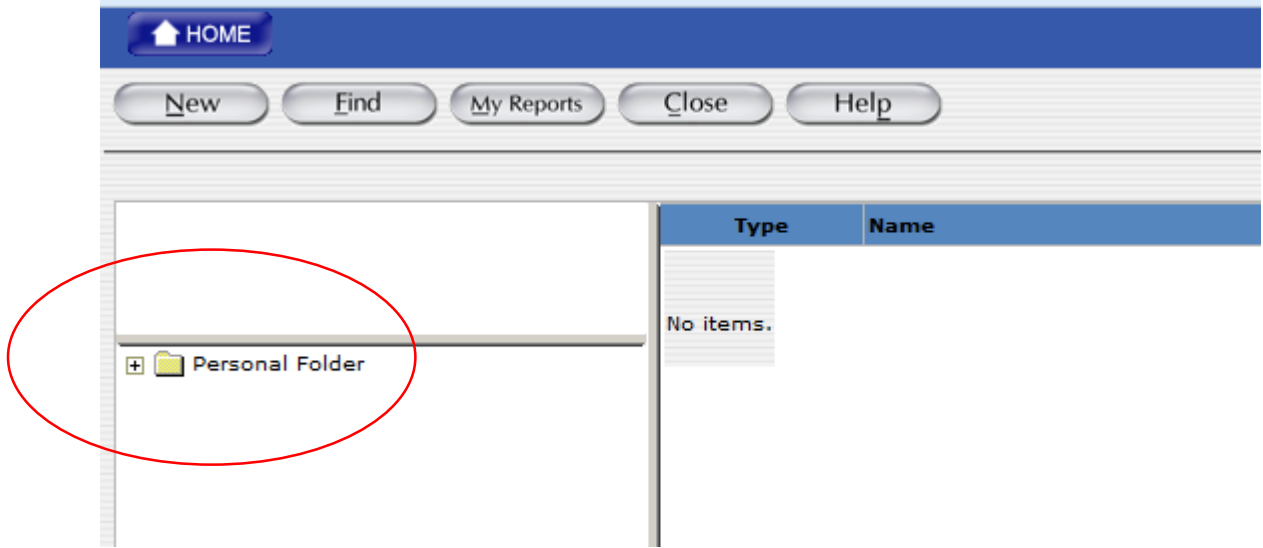 HOME
New Find My Reports Close Help
Type Name
No items.
Personal Folder